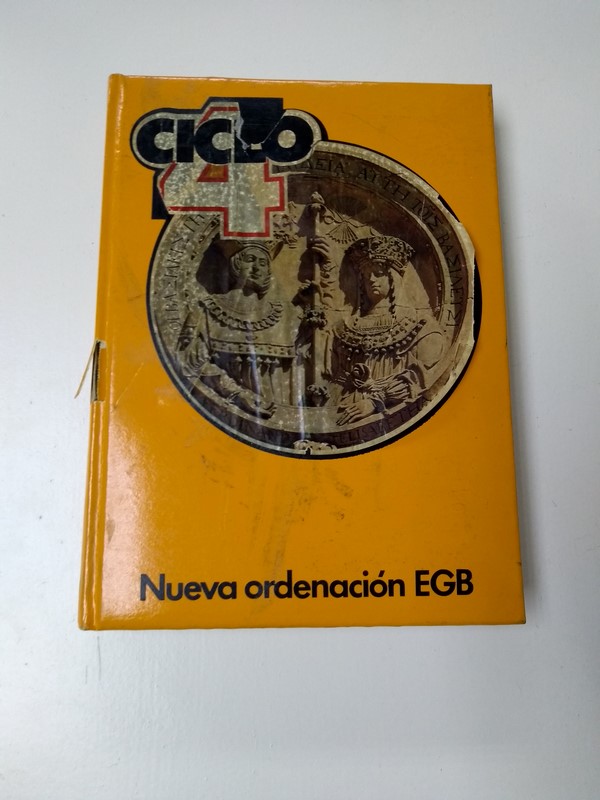 CICLO
4
Nueva ordenación EGB